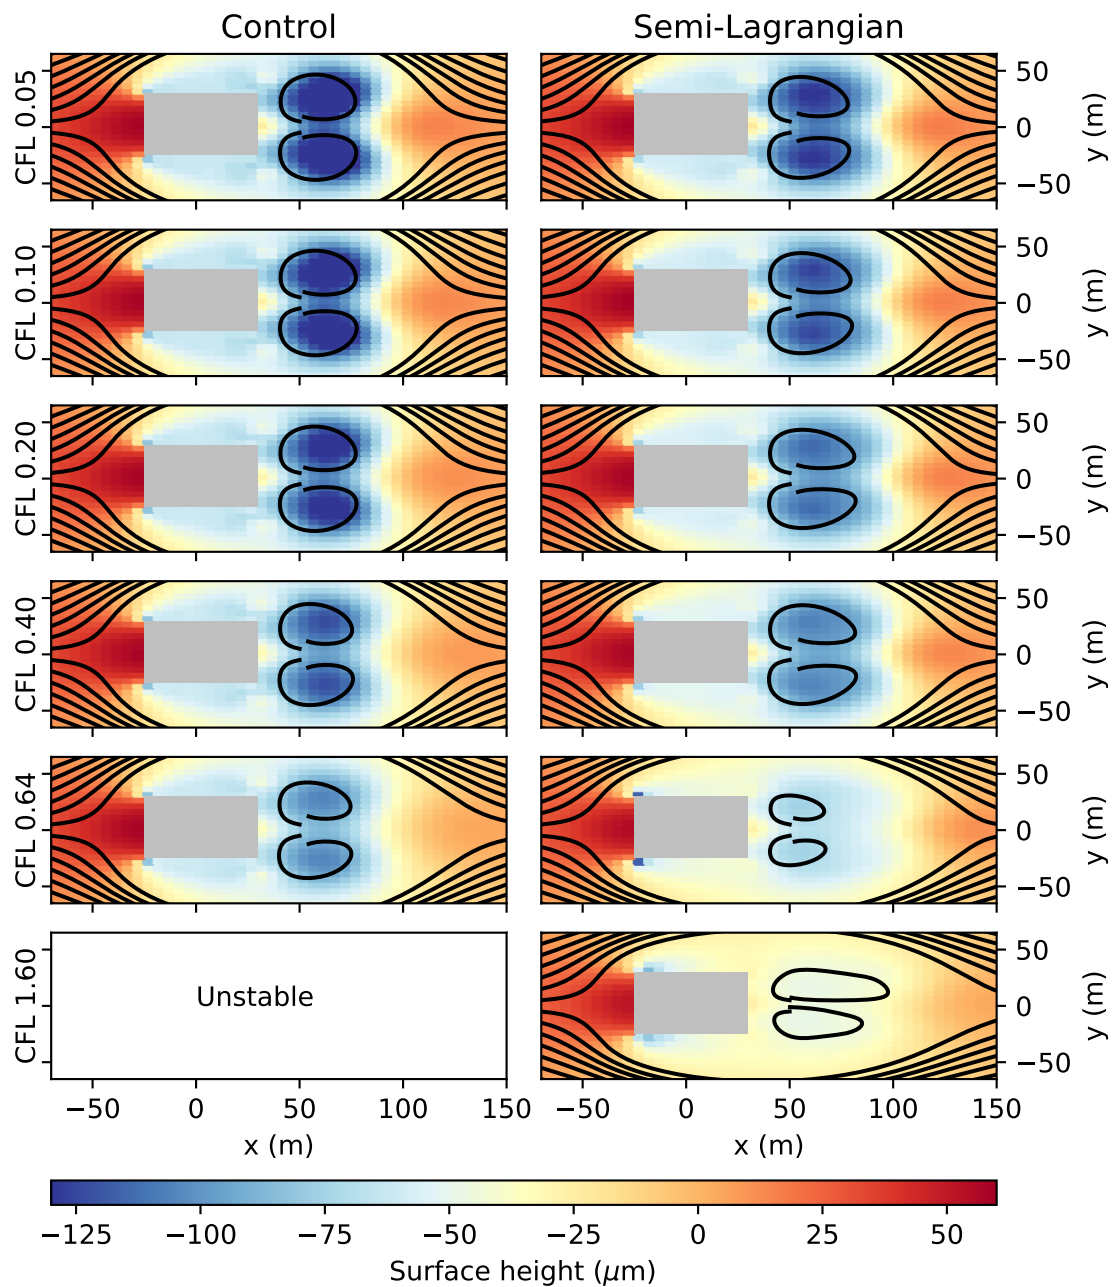 Control Semi-Lagrangian
CFL 0.05
50
0
−50
y (m)
CFL 0.10
50
0
−50
y (m)
CFL 0.20
50
0
−50
y (m)
CFL 0.40
50
0
−50
y (m)
CFL 0.64
50
0
−50
y (m)
CFL 1.60
Unstable
50
0
−50
y (m)
−50 0 50 100 150 −50 0 50 100 150
x (m) x (m)
−125 −100 −75 −50 −25 0 25 50
Surface height (μm)